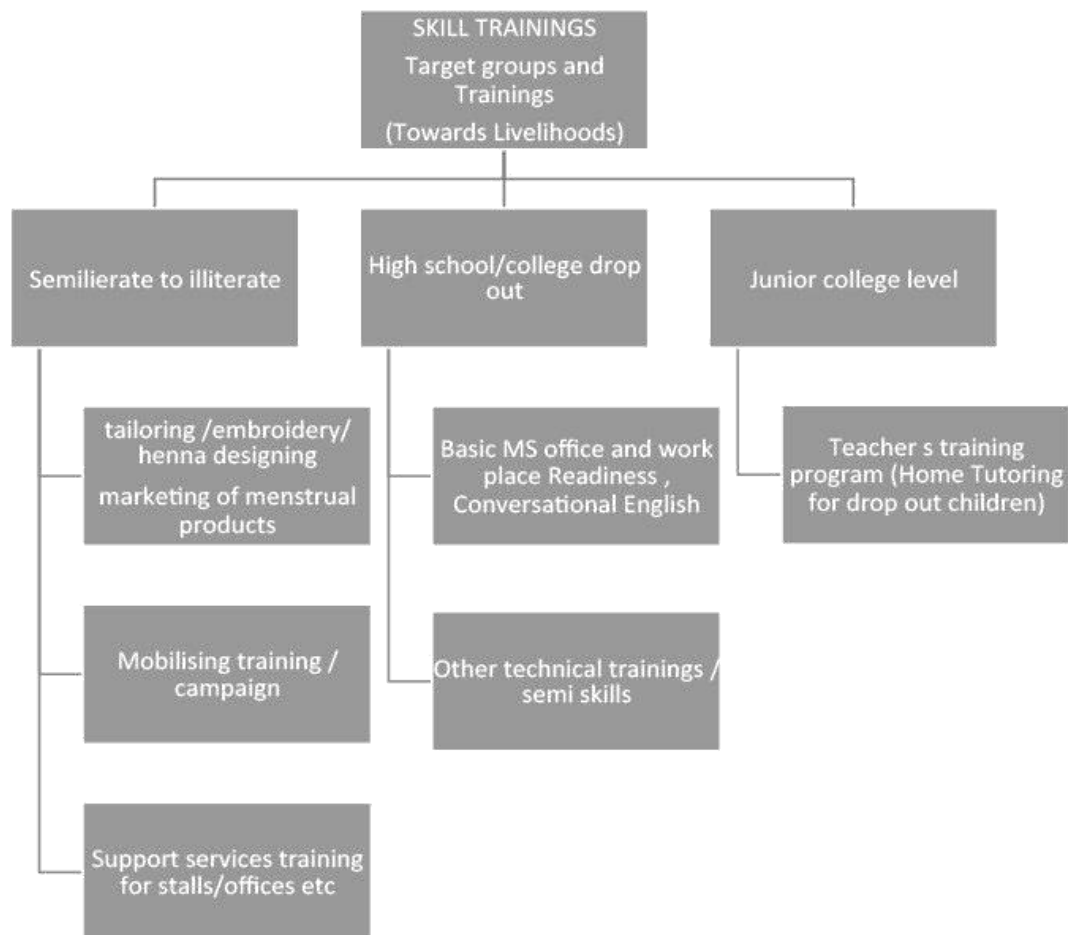 SKILL TRAININGS
Target groups and
Trainings
(Towards Livelihoods)
Semilierate to illiterate
High school/college drop
out
Junior college level
tailoring /embroidery/
henna designing
marketing of menstrual
products
Basic MS office and work
place Readiness ,
Conversational English
Teacher s training
program (Home Tutoring
for drop out children)
Mobilising training /
campaign
Other technical trainings /
semi skills
Support services training
for stalls/offices etc